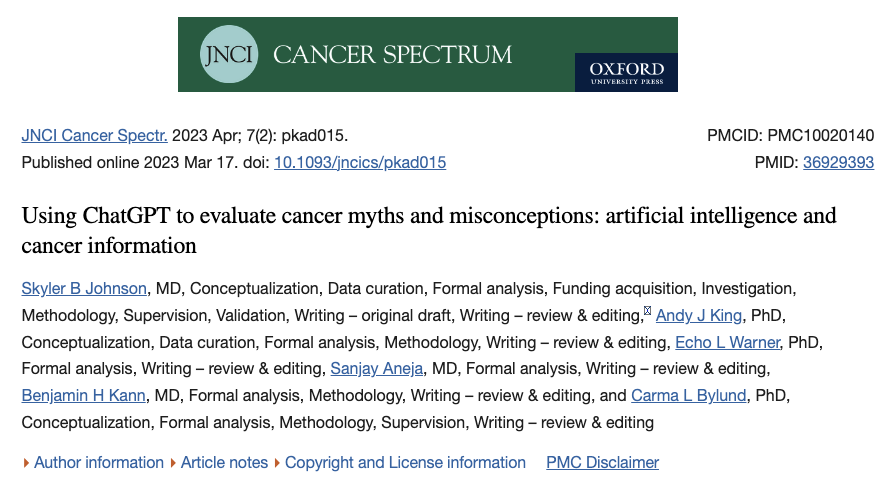 JNCI CANCER SPECTRUM
OXFORD
UNIVERSITY PRESS
JNCI Cancer Spectr. 2023 Apr; 7(2): pkad015.
PMCID: PMC10020140
Published online 2023 Mar 17. doi: 10.1093/jncics/pkad015
PMID: 36929393
Using ChatGPT to evaluate cancer myths and misconceptions: artificial intelligence and
cancer information
Skyler B Johnson, MD, Conceptualization, Data curation, Formal analysis, Funding acquisition, Investigation,
Methodology, Supervision, Validation, Writing – original draft, Writing – review & editing, Andy J King, PhD,
Conceptualization, Data curation, Formal analysis, Methodology, Writing – review & editing, Echo L Warner, PhD,
Formal analysis, Writing – review & editing, Sanjay Aneja, MD, Formal analysis, Writing – review & editing,
Benjamin H Kann, MD, Formal analysis, Methodology, Writing – review & editing, and Carma L Bylund, PhD,
Conceptualization, Formal analysis, Methodology, Supervision, Writing – review & editing
Author information Article notes Copyright and License information PMC Disclaimer